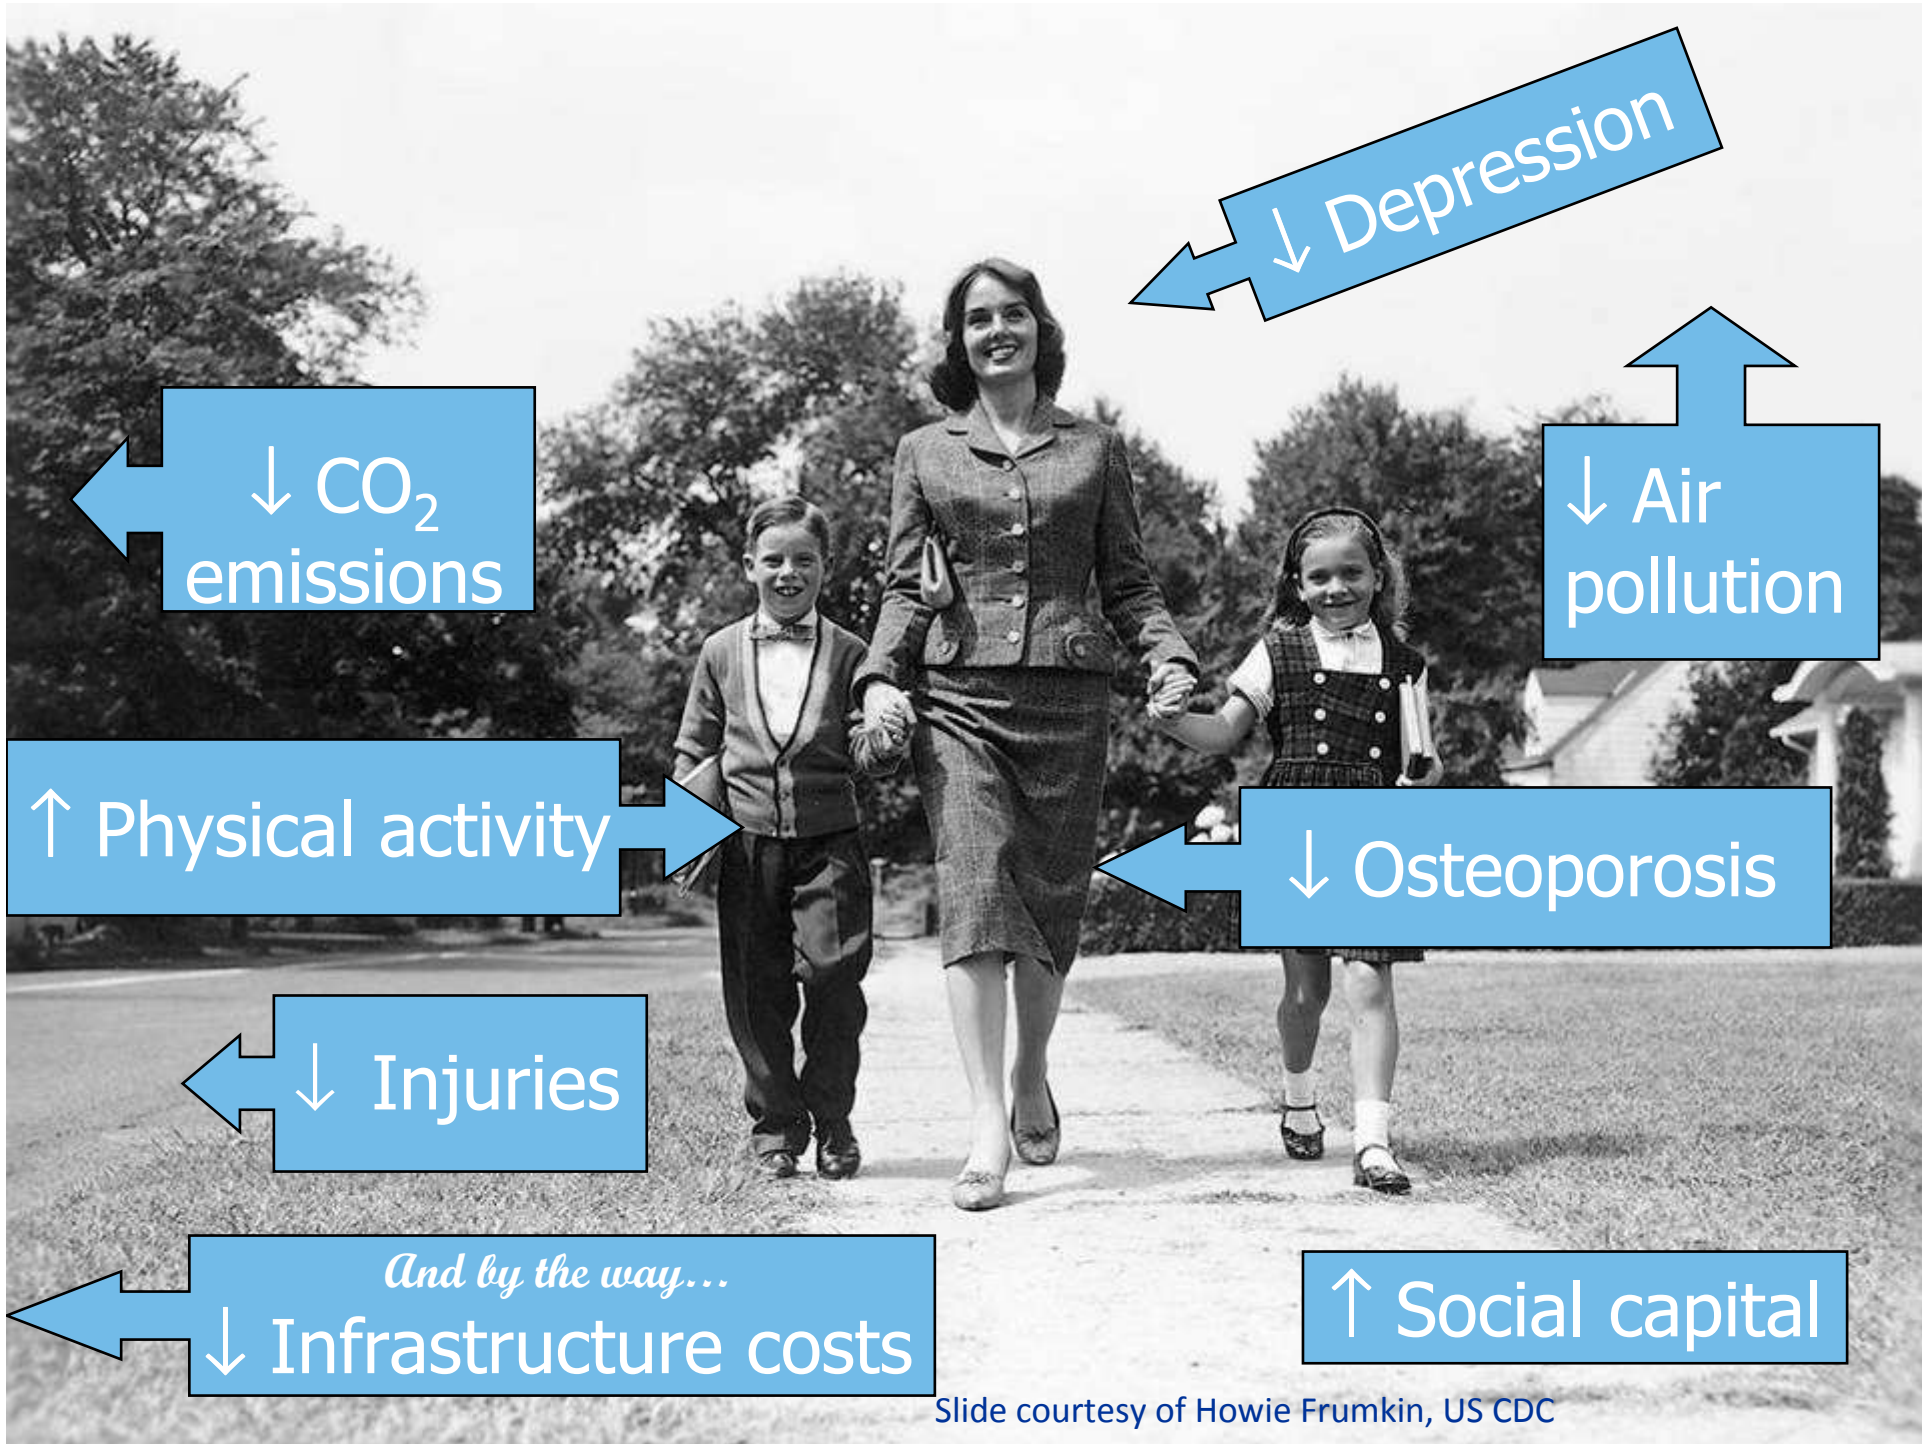 ↓ Depression
↓ CO₂
emissions
↓ Air
pollution
↑ Physical activity
↓ Osteoporosis
↓ Injuries
And by the way...
↓ Infrastructure costs
↑ Social capital
Slide courtesy of Howie Frumkin, US CDC